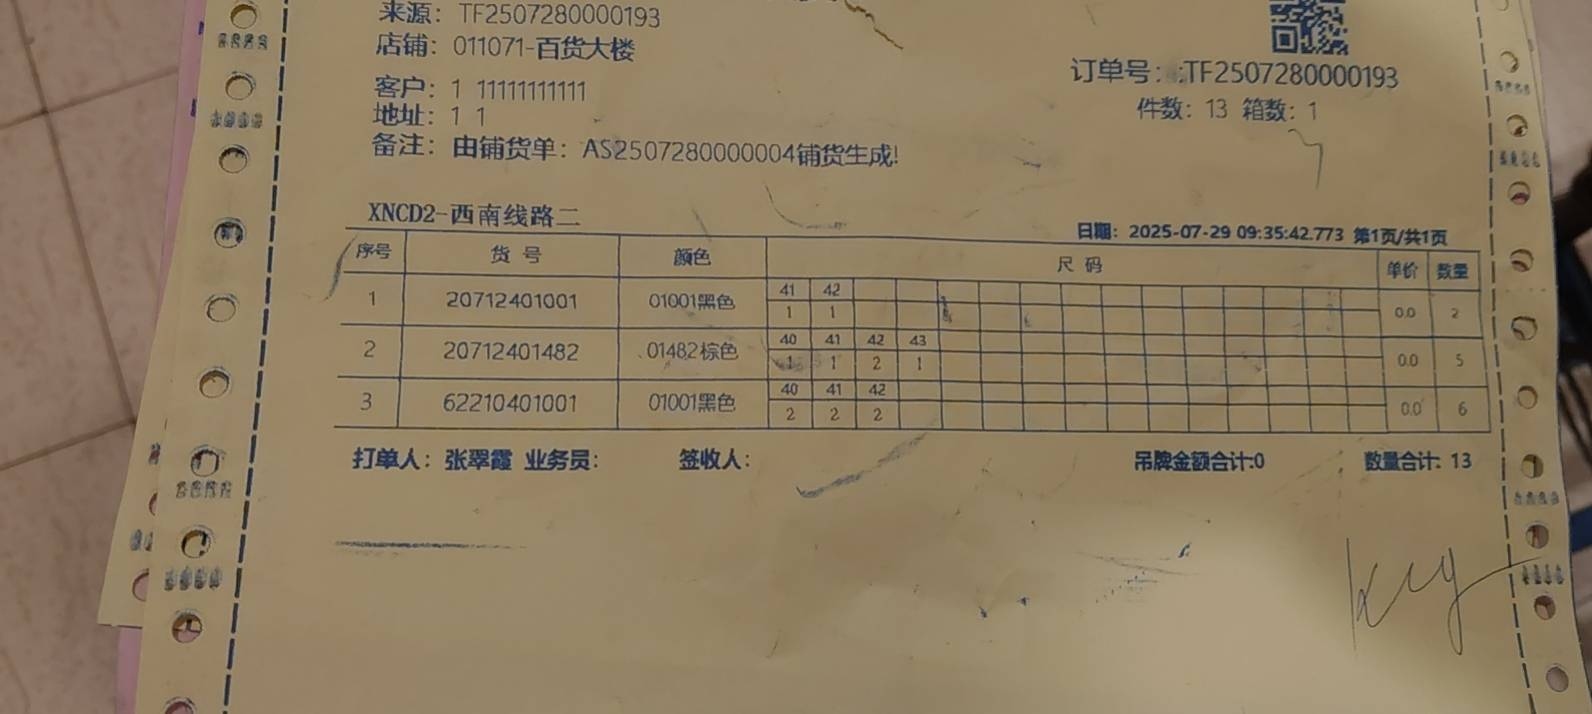 来源：TF2507280000193
店铺：011071-百货大楼
订单号：:TF2507280000193
客户：1 11111111111
件数：13 箱数：1
地址：1 1
备注：由铺货单：AS2507280000004铺货生成!
XNCD2-西南线路二
日期：2025-07-29 09:35:42.773 第1页/共1页
序号 货 号 颜色 尺 码 单价 数量
41 42
1 20712401001 01001黑色 1 1 0.0 2
40 41 42 43
2 20712401482 01482棕色 1 1 2 1 0.0 5
40 41 42
3 62210401001 01001黑色 2 2 2 0.0 6
打单人：张翠霞 业务员: 签收人: 吊牌金额合计:0 数量合计: 13